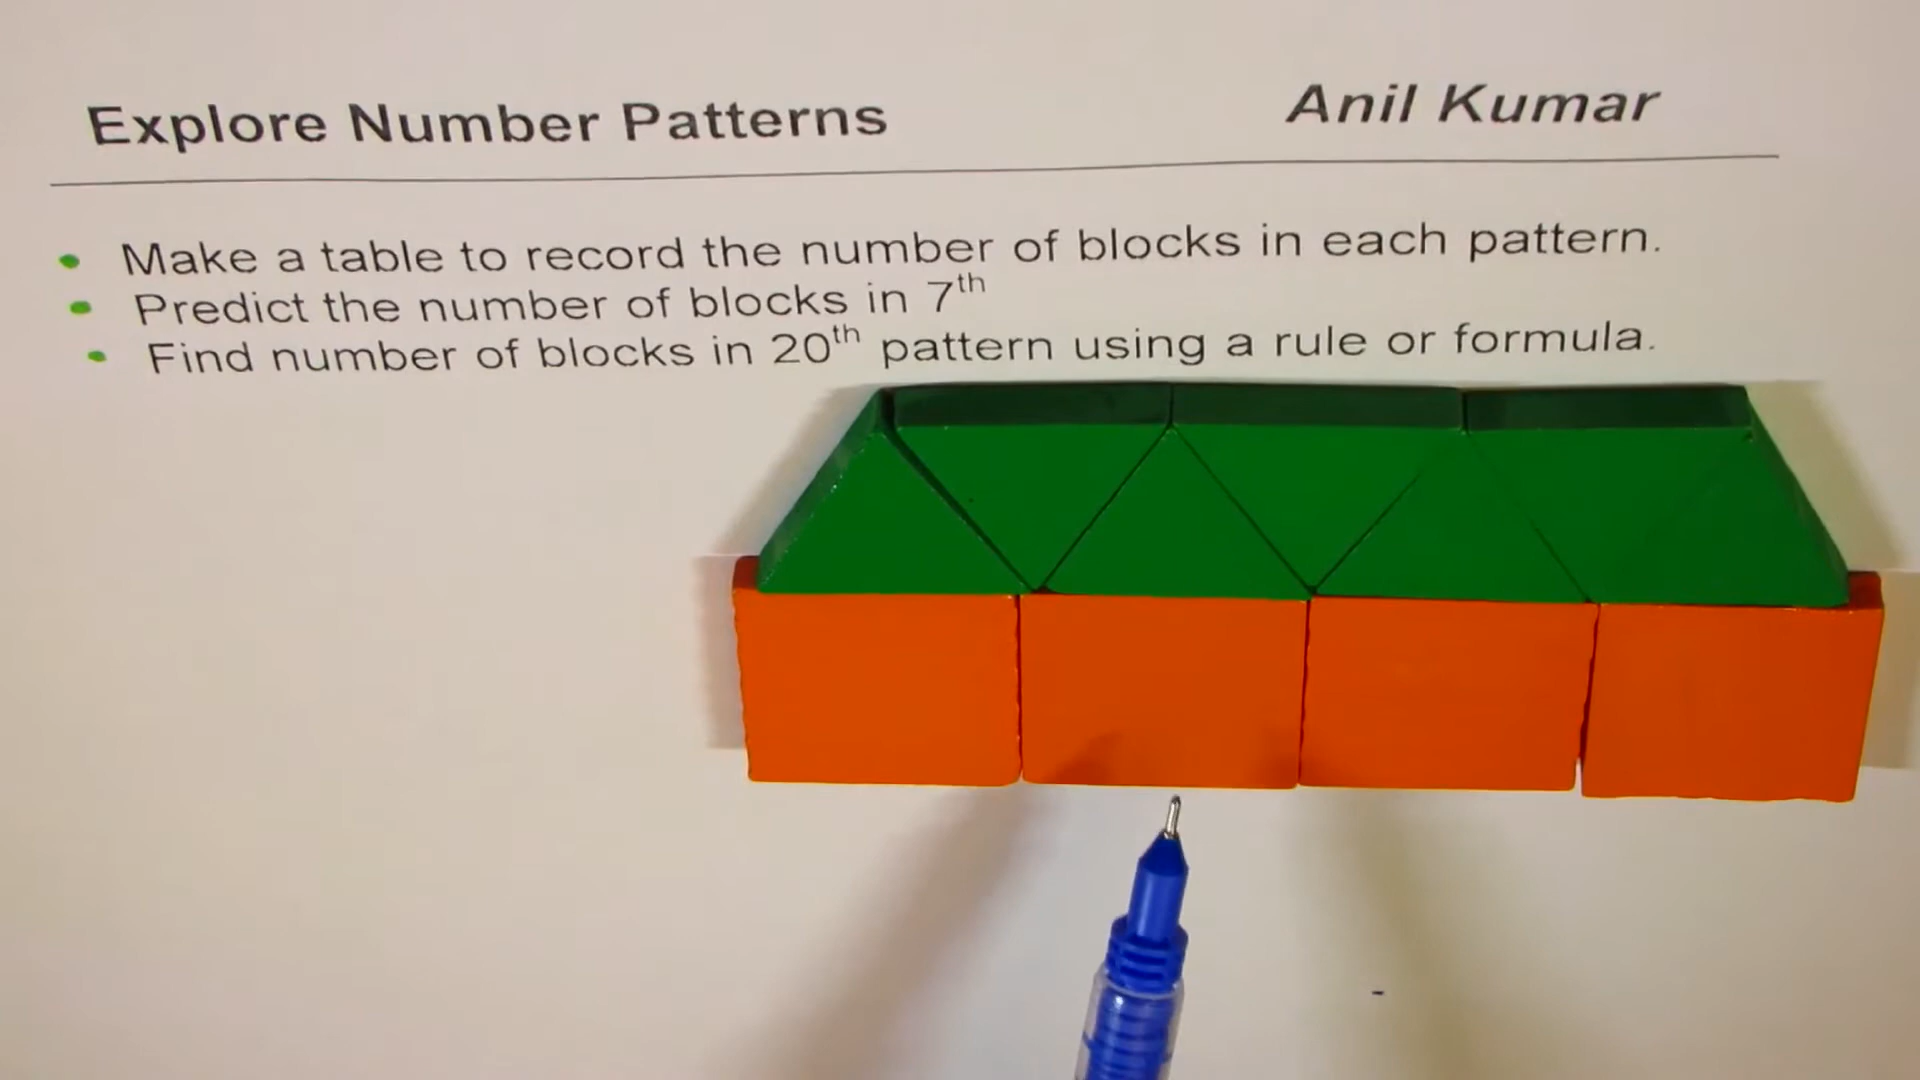 Explore Number Patterns
Anil Kumar
Make a table to record the number of blocks in each pattern.
Predict the number of blocks in 7th
Find number of blocks in 20th pattern using a rule or formula.